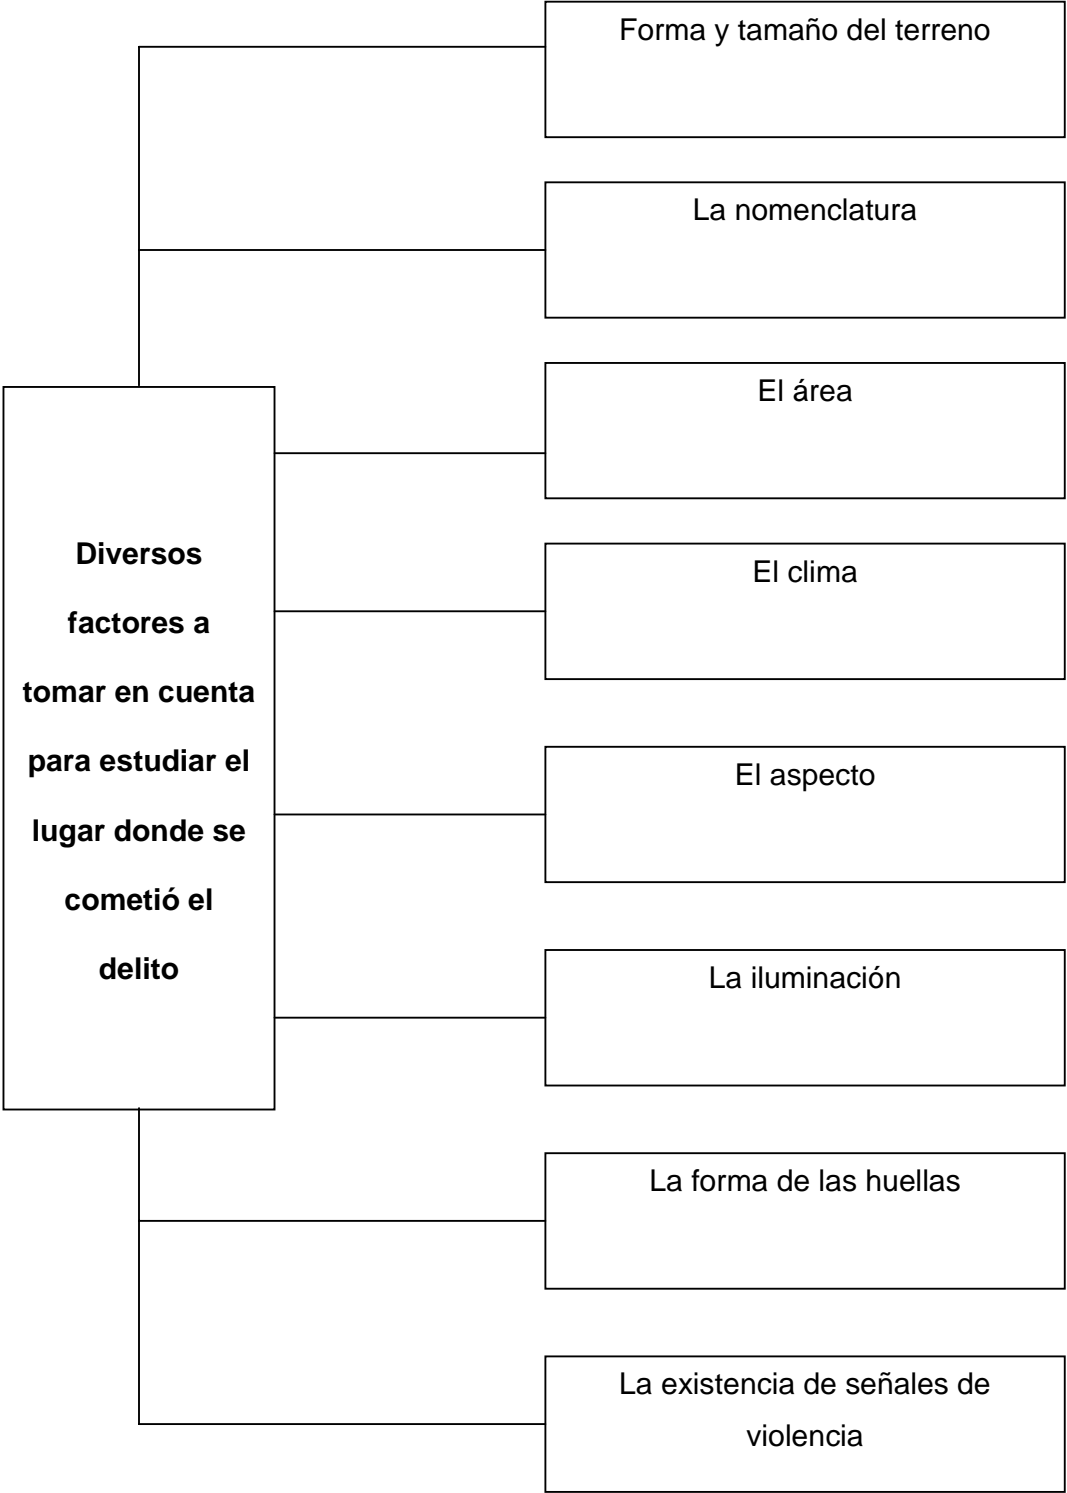 Forma y tamaño del terreno
La nomenclatura
El área
El clima
El aspecto
La iluminación
La forma de las huellas
La existencia de señales de
violencia
Diversos
factores a
tomar en cuenta
para estudiar el
lugar donde se
cometió el
delito